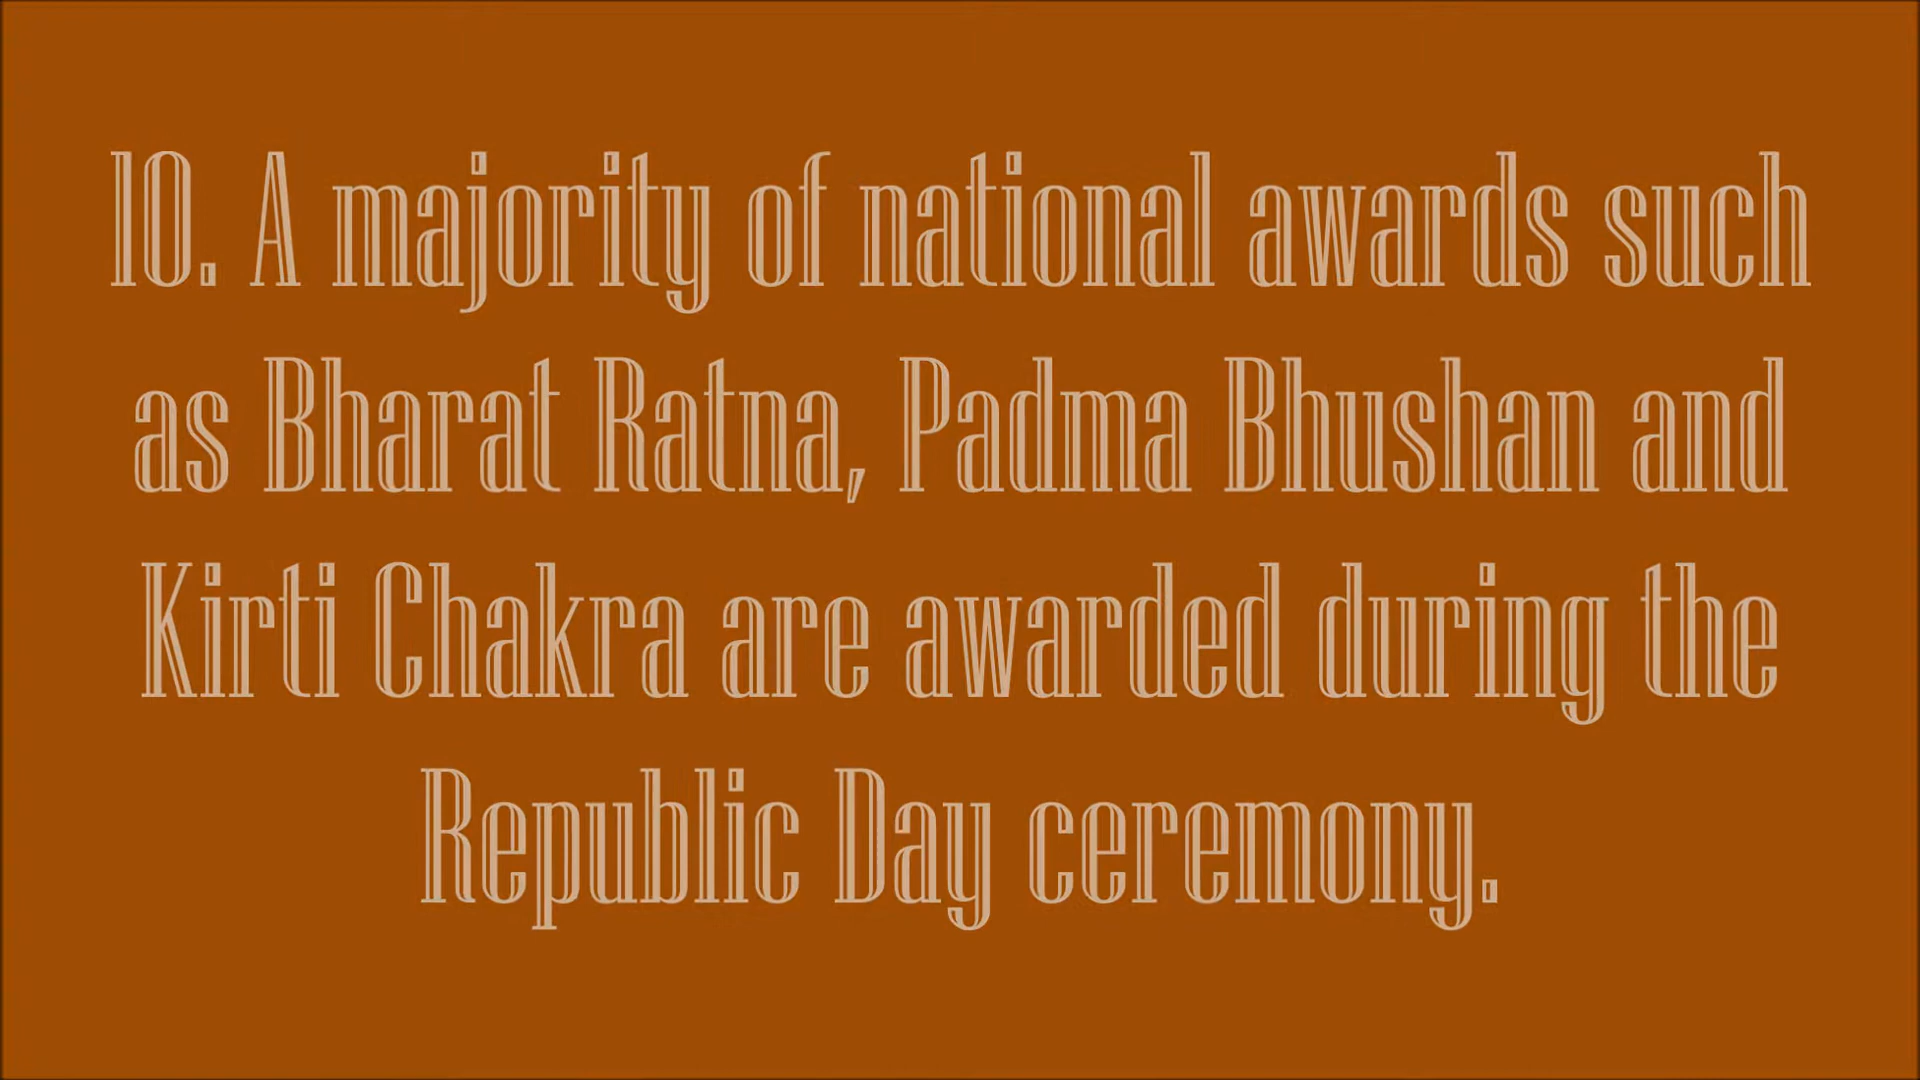 10. A majority of national awards such
as Bharat Ratna, Padma Bhushan and
Kirti Chakra are awarded during the
Republic Day ceremony.